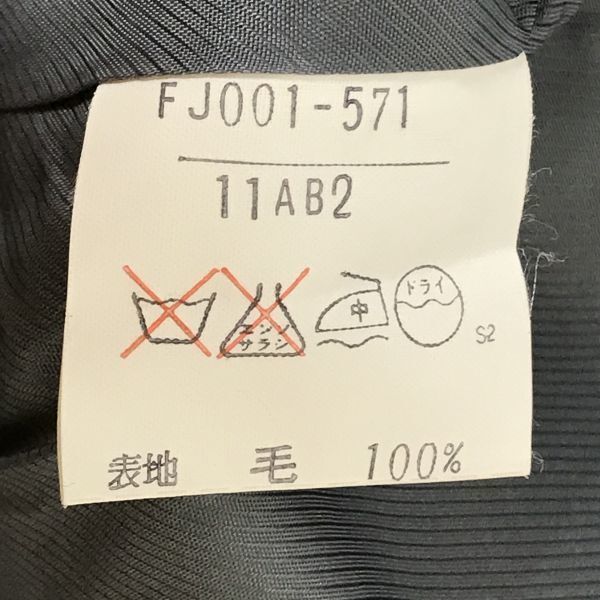 FJ001-571
11AB2
エンソ
サラシ
中
ドライ
S2
表地 毛 100%